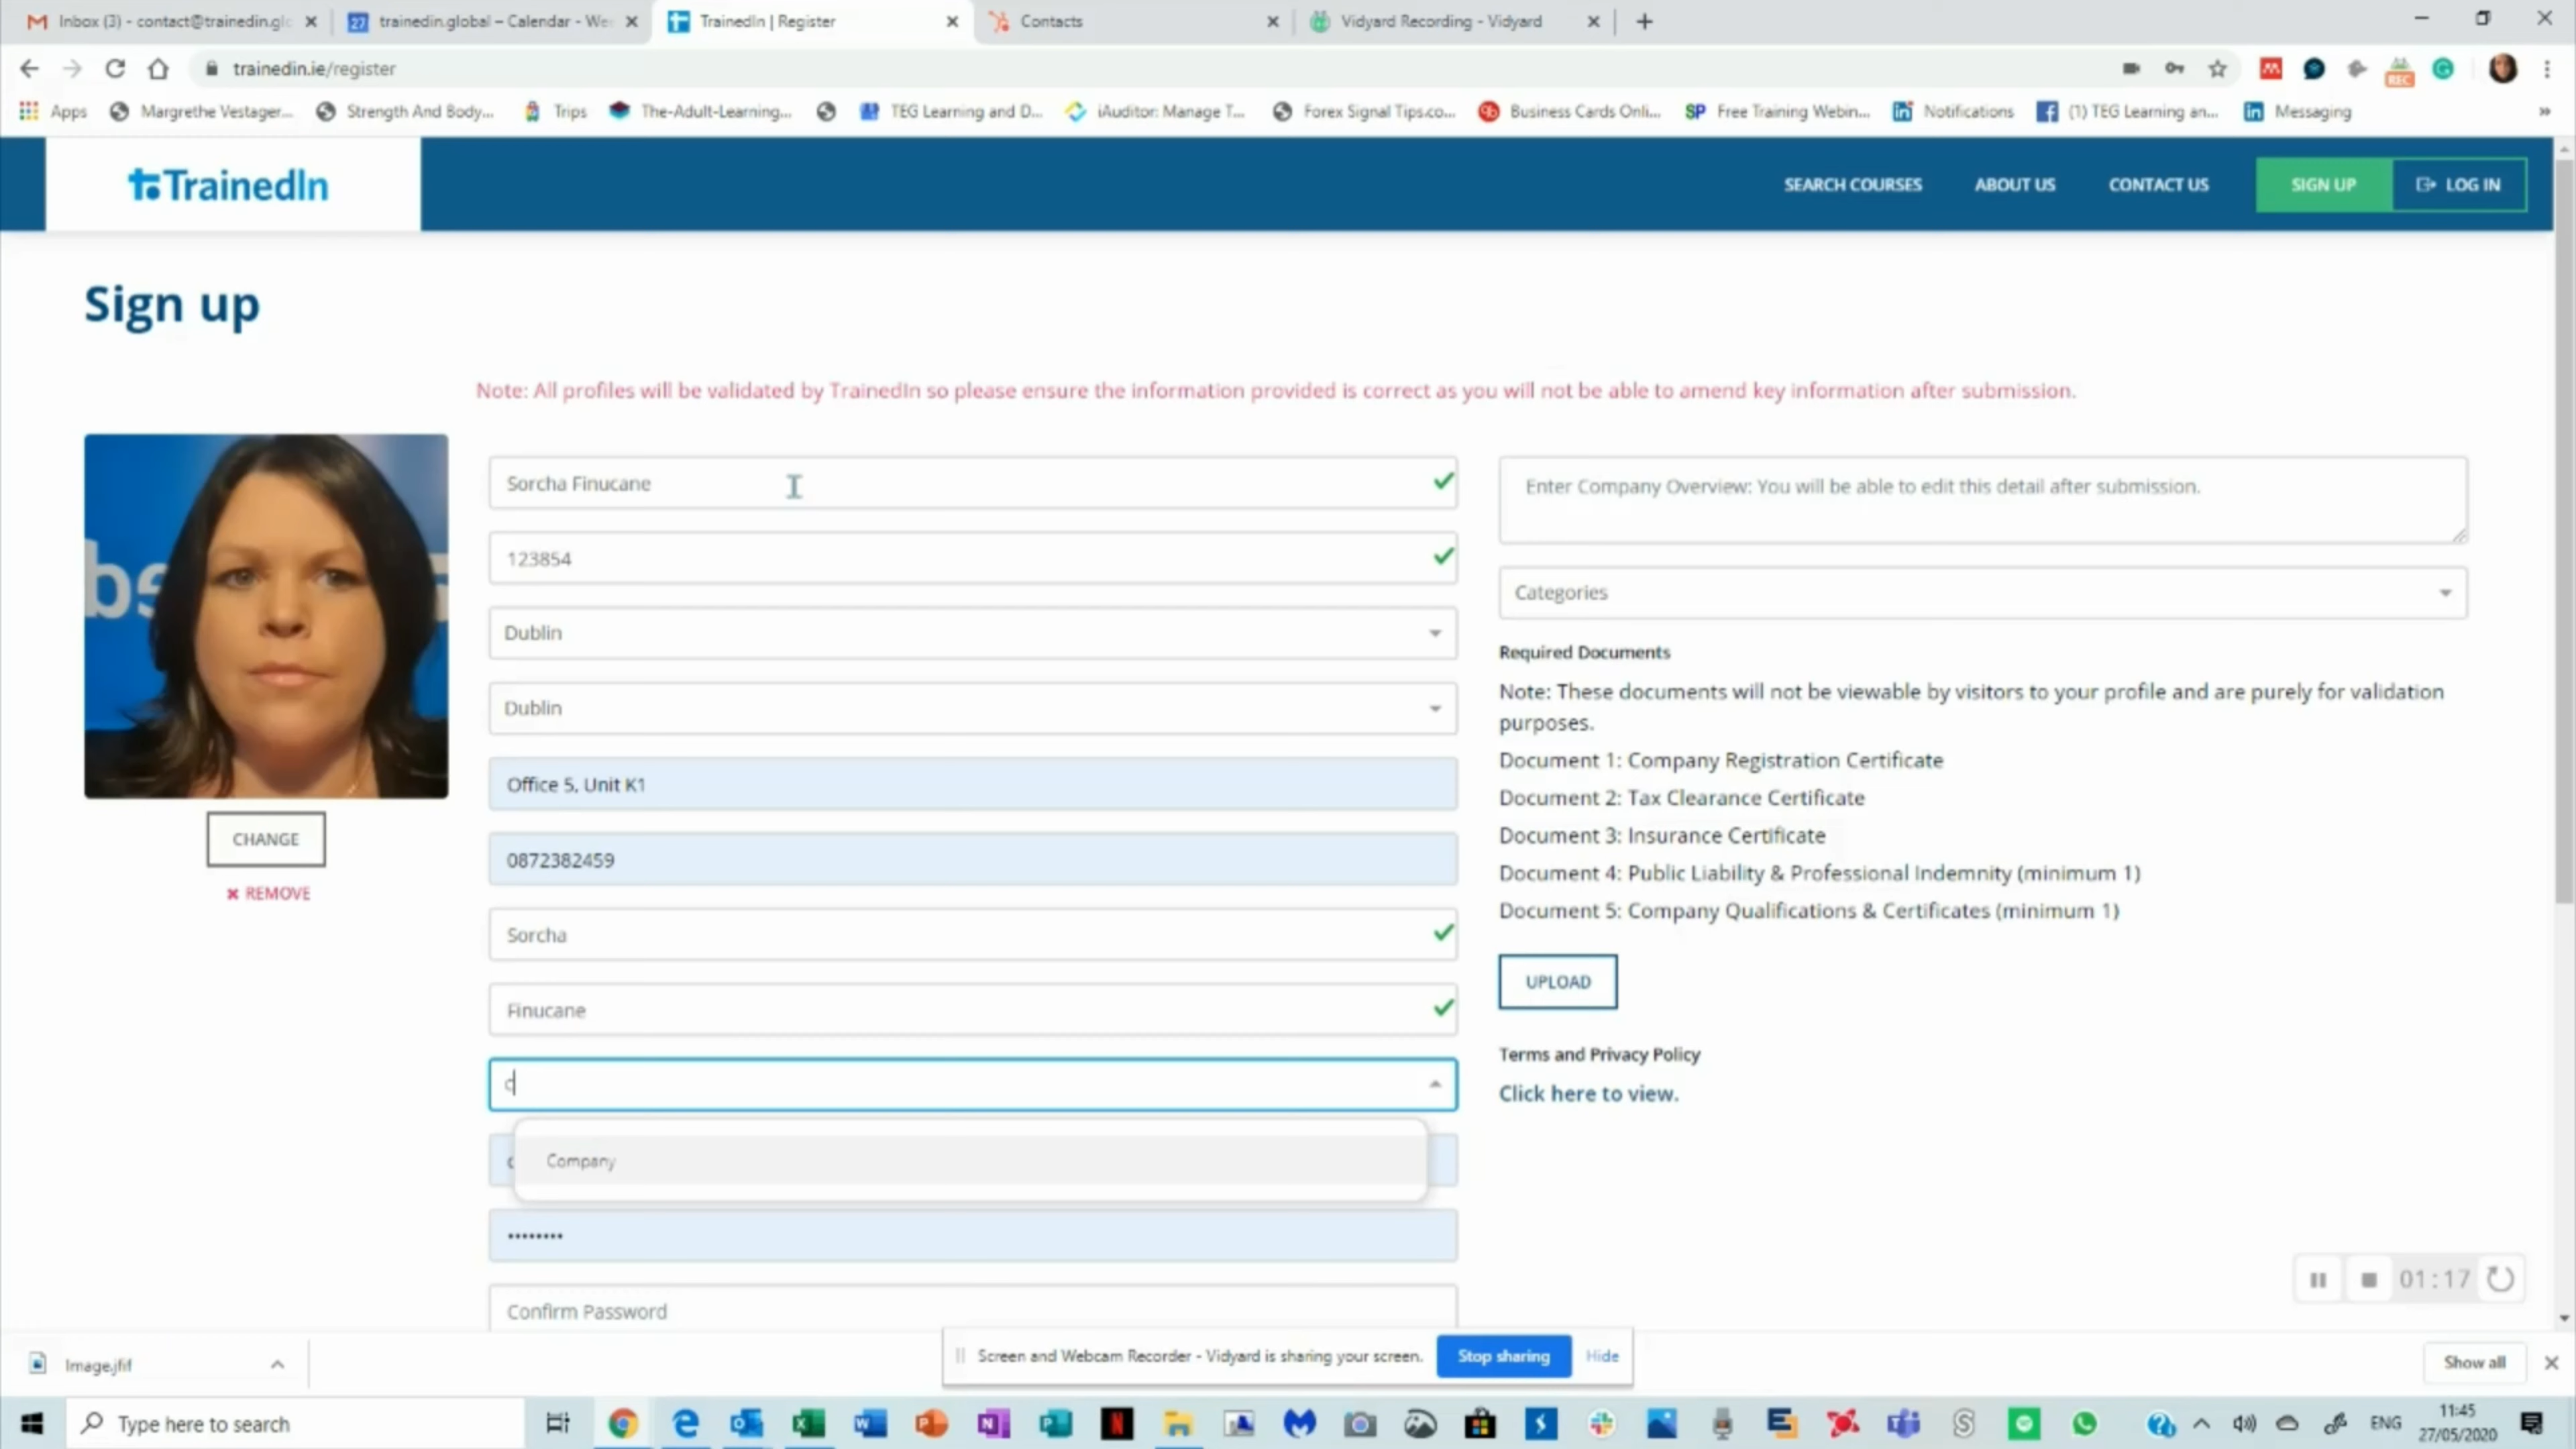 Inbox (3) - contact@trainedin.glo
27 trainedin.global – Calendar - We
TrainedIn | Register
Contacts
Vidyard Recording - Vidyard
trainedin.ie/register
REC
Apps
Margrethe Vestager...
Strength And Body...
Trips
The-Adult-Learning...
TEG Learning and D...
iAuditor: Manage T...
Forex Signal Tips.co...
Business Cards Onli...
SP Free Training Webin...
Notifications
(1) TEG Learning an...
Messaging
TrainedIn
SEARCH COURSES
ABOUT US
CONTACT US
SIGN UP
LOG IN
Sign up
Note: All profiles will be validated by TrainedIn so please ensure the information provided is correct as you will not be able to amend key information after submission.
CHANGE
REMOVE
Sorcha Finucane
123854
Dublin
Dublin
Office 5, Unit K1
0872382459
Sorcha
Finucane
c
Company
••••••••
Confirm Password
Enter Company Overview: You will be able to edit this detail after submission.
Categories
Required Documents
Note: These documents will not be viewable by visitors to your profile and are purely for validation
purposes.
Document 1: Company Registration Certificate
Document 2: Tax Clearance Certificate
Document 3: Insurance Certificate
Document 4: Public Liability & Professional Indemnity (minimum 1)
Document 5: Company Qualifications & Certificates (minimum 1)
UPLOAD
Terms and Privacy Policy
Click here to view.
01:17
Image.jfif
Screen and Webcam Recorder - Vidyard is sharing your screen.
Stop sharing
Hide
Show all
Type here to search
ENG
11:45
27/05/2020